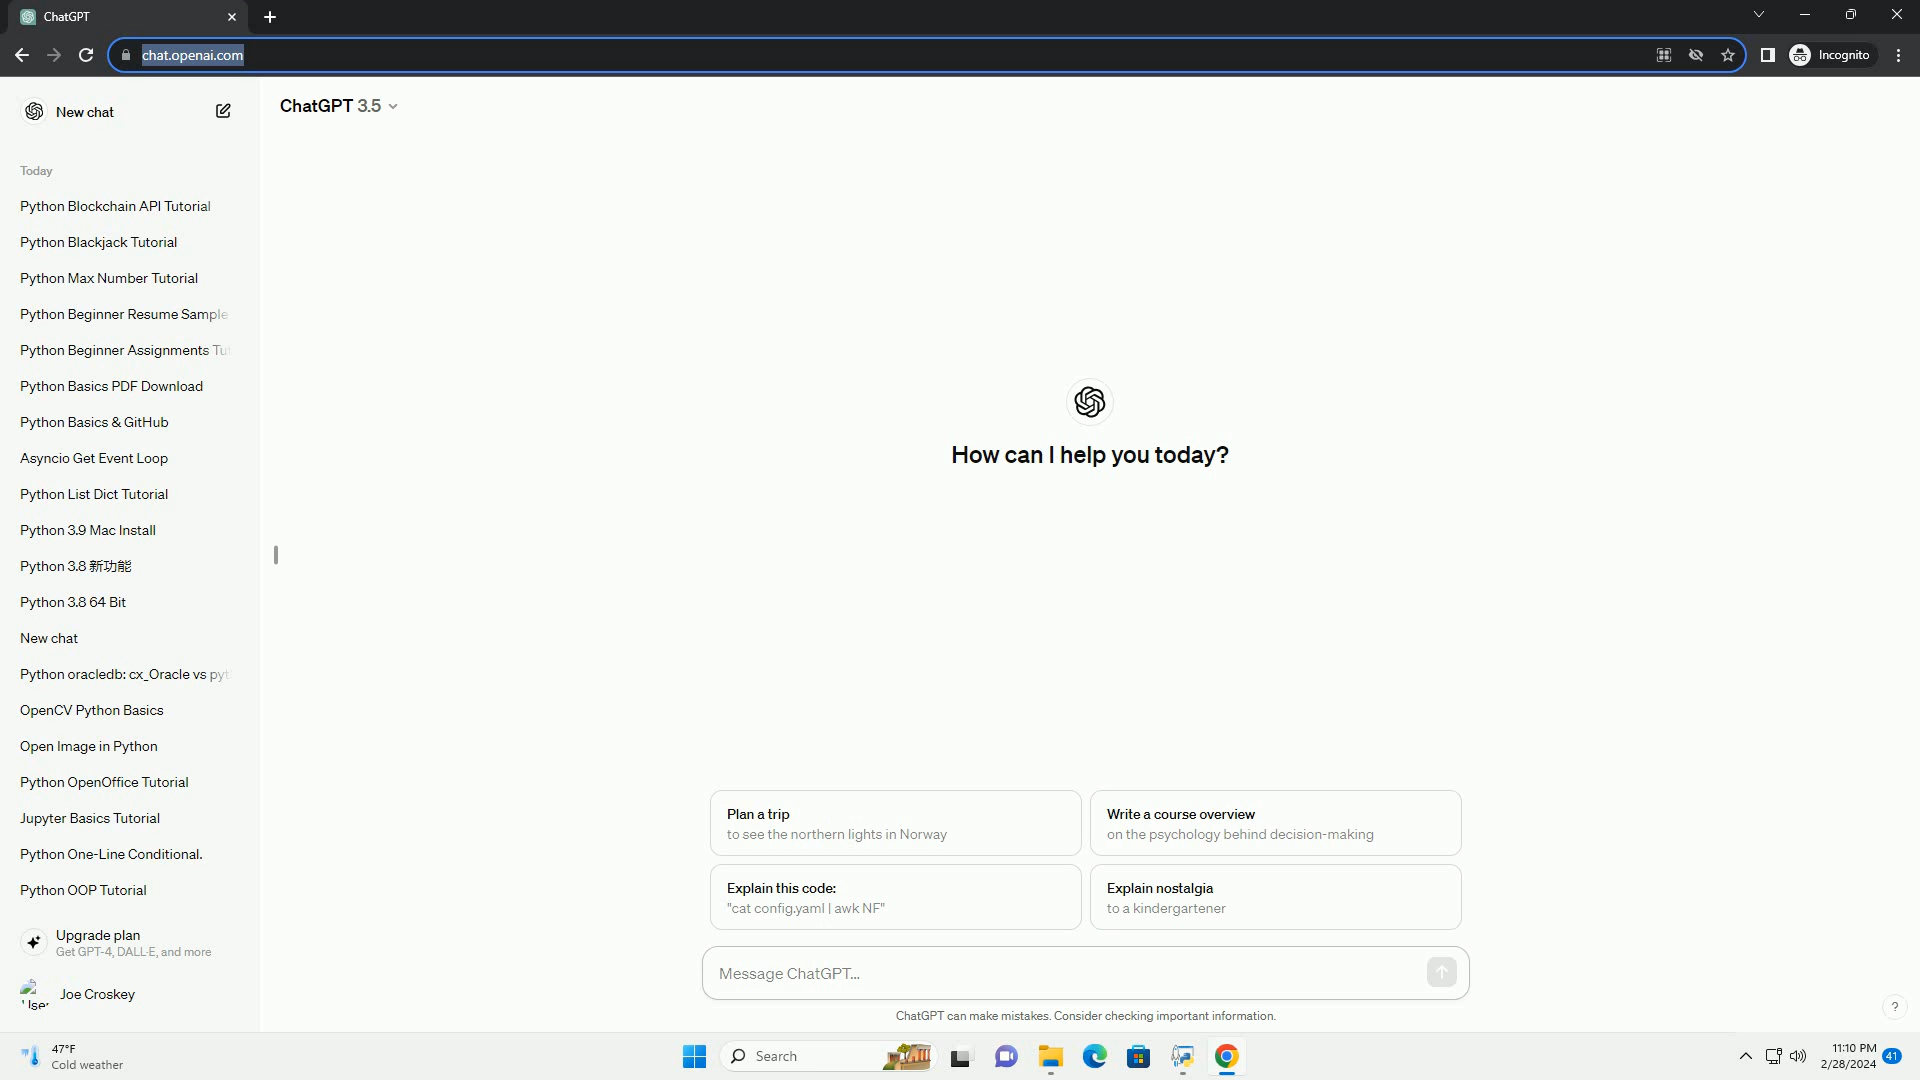 ChatGPT
chat.openai.com
Incognito
New chat
ChatGPT 3.5
Today
Python Blockchain API Tutorial
Python Blackjack Tutorial
Python Max Number Tutorial
Python Beginner Resume Sample
Python Beginner Assignments Tut
Python Basics PDF Download
Python Basics & GitHub
Asyncio Get Event Loop
Python List Dict Tutorial
Python 3.9 Mac Install
Python 3.8 新功能
Python 3.8 64 Bit
New chat
Python oracledb: cx_Oracle vs pyt
OpenCV Python Basics
Open Image in Python
Python OpenOffice Tutorial
Jupyter Basics Tutorial
Python One-Line Conditional.
Python OOP Tutorial
Upgrade plan
Get GPT-4, DALL·E, and more
User
Joe Croskey
How can I help you today?
Plan a trip
to see the northern lights in Norway
Write a course overview
on the psychology behind decision-making
Explain this code:
"cat config.yaml | awk NF"
Explain nostalgia
to a kindergartener
Message ChatGPT...
ChatGPT can make mistakes. Consider checking important information.
?
47°F
Cold weather
Search
11:10 PM
2/28/2024
41